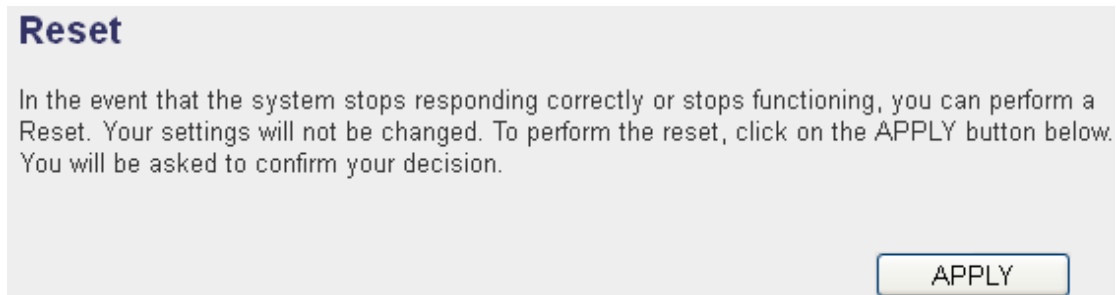 Reset
In the event that the system stops responding correctly or stops functioning, you can perform a
Reset. Your settings will not be changed. To perform the reset, click on the APPLY button below.
You will be asked to confirm your decision.
APPLY